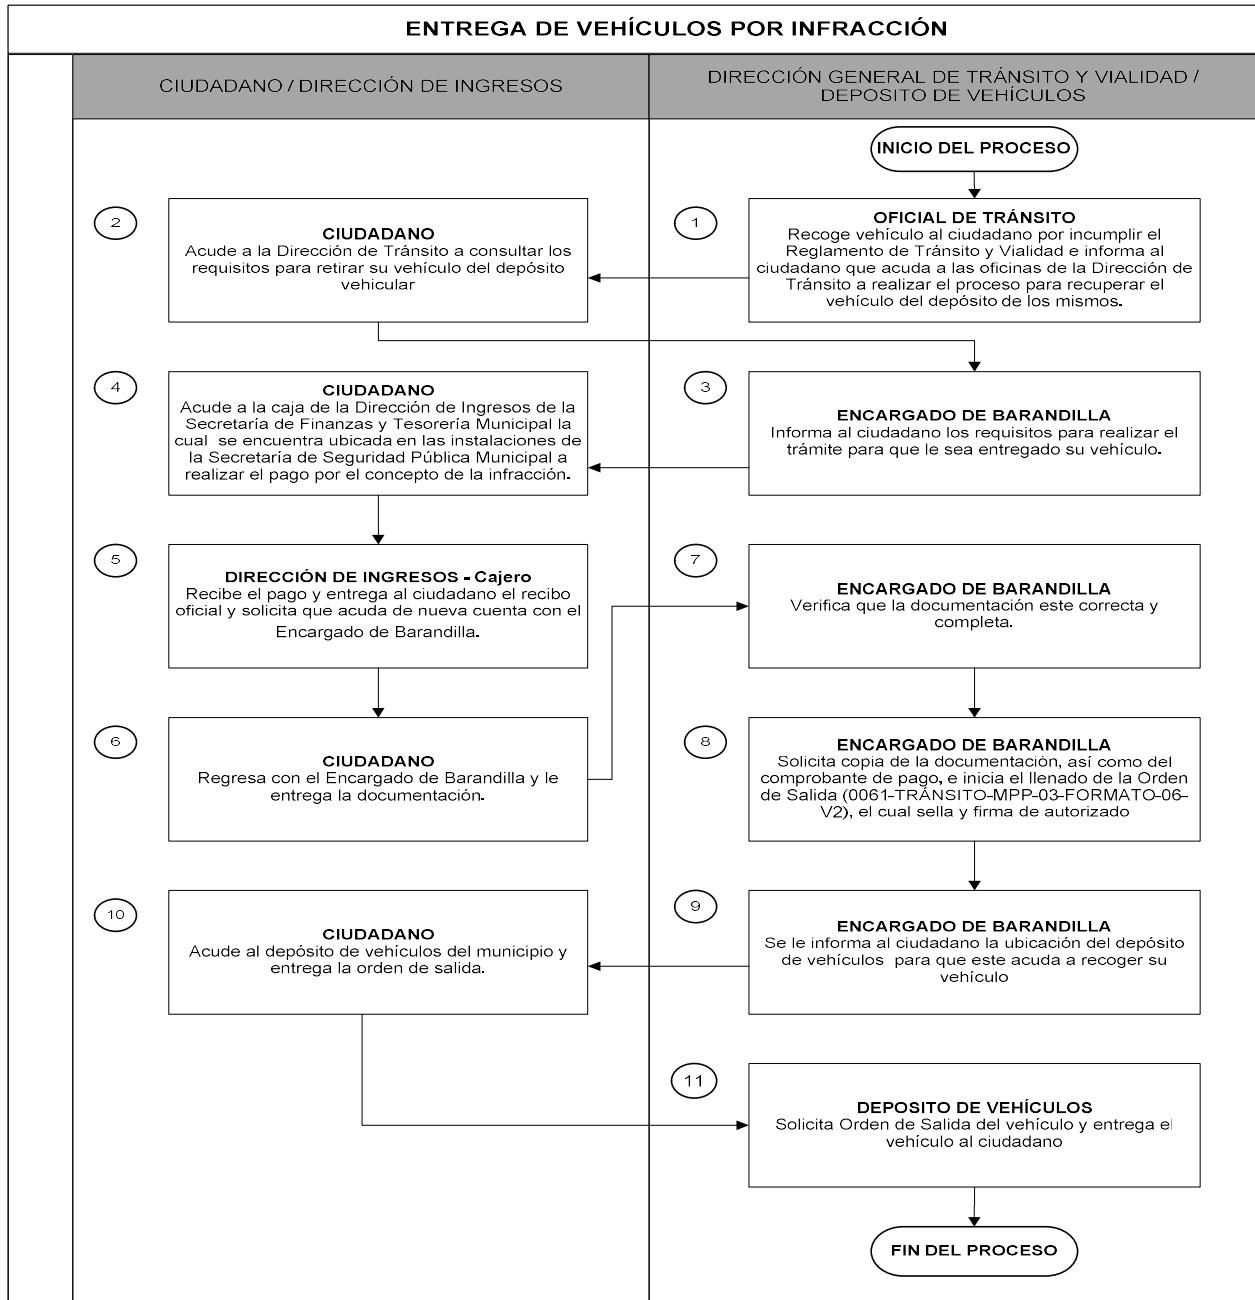 ENTREGA DE VEHÍCULOS POR INFRACCIÓN
CIUDADANO / DIRECCIÓN DE INGRESOS
DIRECCIÓN GENERAL DE TRÁNSITO Y VIALIDAD /
DEPOSITO DE VEHÍCULOS
INICIO DEL PROCESO
1
OFICIAL DE TRÁNSITO
Recoge vehículo al ciudadano por incumplir el
Reglamento de Tránsito y Vialidad e informa al
ciudadano que acuda a las oficinas de la Dirección de
Tránsito a realizar el proceso para recuperar el
vehículo del depósito de los mismos.
2
CIUDADANO
Acude a la Dirección de Tránsito a consultar los
requisitos para retirar su vehículo del depósito
vehicular
3
ENCARGADO DE BARANDILLA
Informa al ciudadano los requisitos para realizar el
trámite para que le sea entregado su vehículo.
4
CIUDADANO
Acude a la caja de la Dirección de Ingresos de la
Secretaría de Finanzas y Tesorería Municipal la
cual se encuentra ubicada en las instalaciones de
la Secretaría de Seguridad Pública Municipal a
realizar el pago por el concepto de la infracción.
5
DIRECCIÓN DE INGRESOS - Cajero
Recibe el pago y entrega al ciudadano el recibo
oficial y solicita que acuda de nueva cuenta con el
Encargado de Barandilla.
6
CIUDADANO
Regresa con el Encargado de Barandilla y le
entrega la documentación.
7
ENCARGADO DE BARANDILLA
Verifica que la documentación este correcta y
completa.
8
ENCARGADO DE BARANDILLA
Solicita copia de la documentación, así como del
comprobante de pago, e inicia el llenado de la Orden
de Salida (0061-TRÁNSITO-MPP-03-FORMATO-06-
V2), el cual sella y firma de autorizado
9
ENCARGADO DE BARANDILLA
Se le informa al ciudadano la ubicación del depósito
de vehículos para que este acuda a recoger su
vehículo
10
CIUDADANO
Acude al depósito de vehículos del municipio y
entrega la orden de salida.
11
DEPOSITO DE VEHÍCULOS
Solicita Orden de Salida del vehículo y entrega el
vehículo al ciudadano
FIN DEL PROCESO